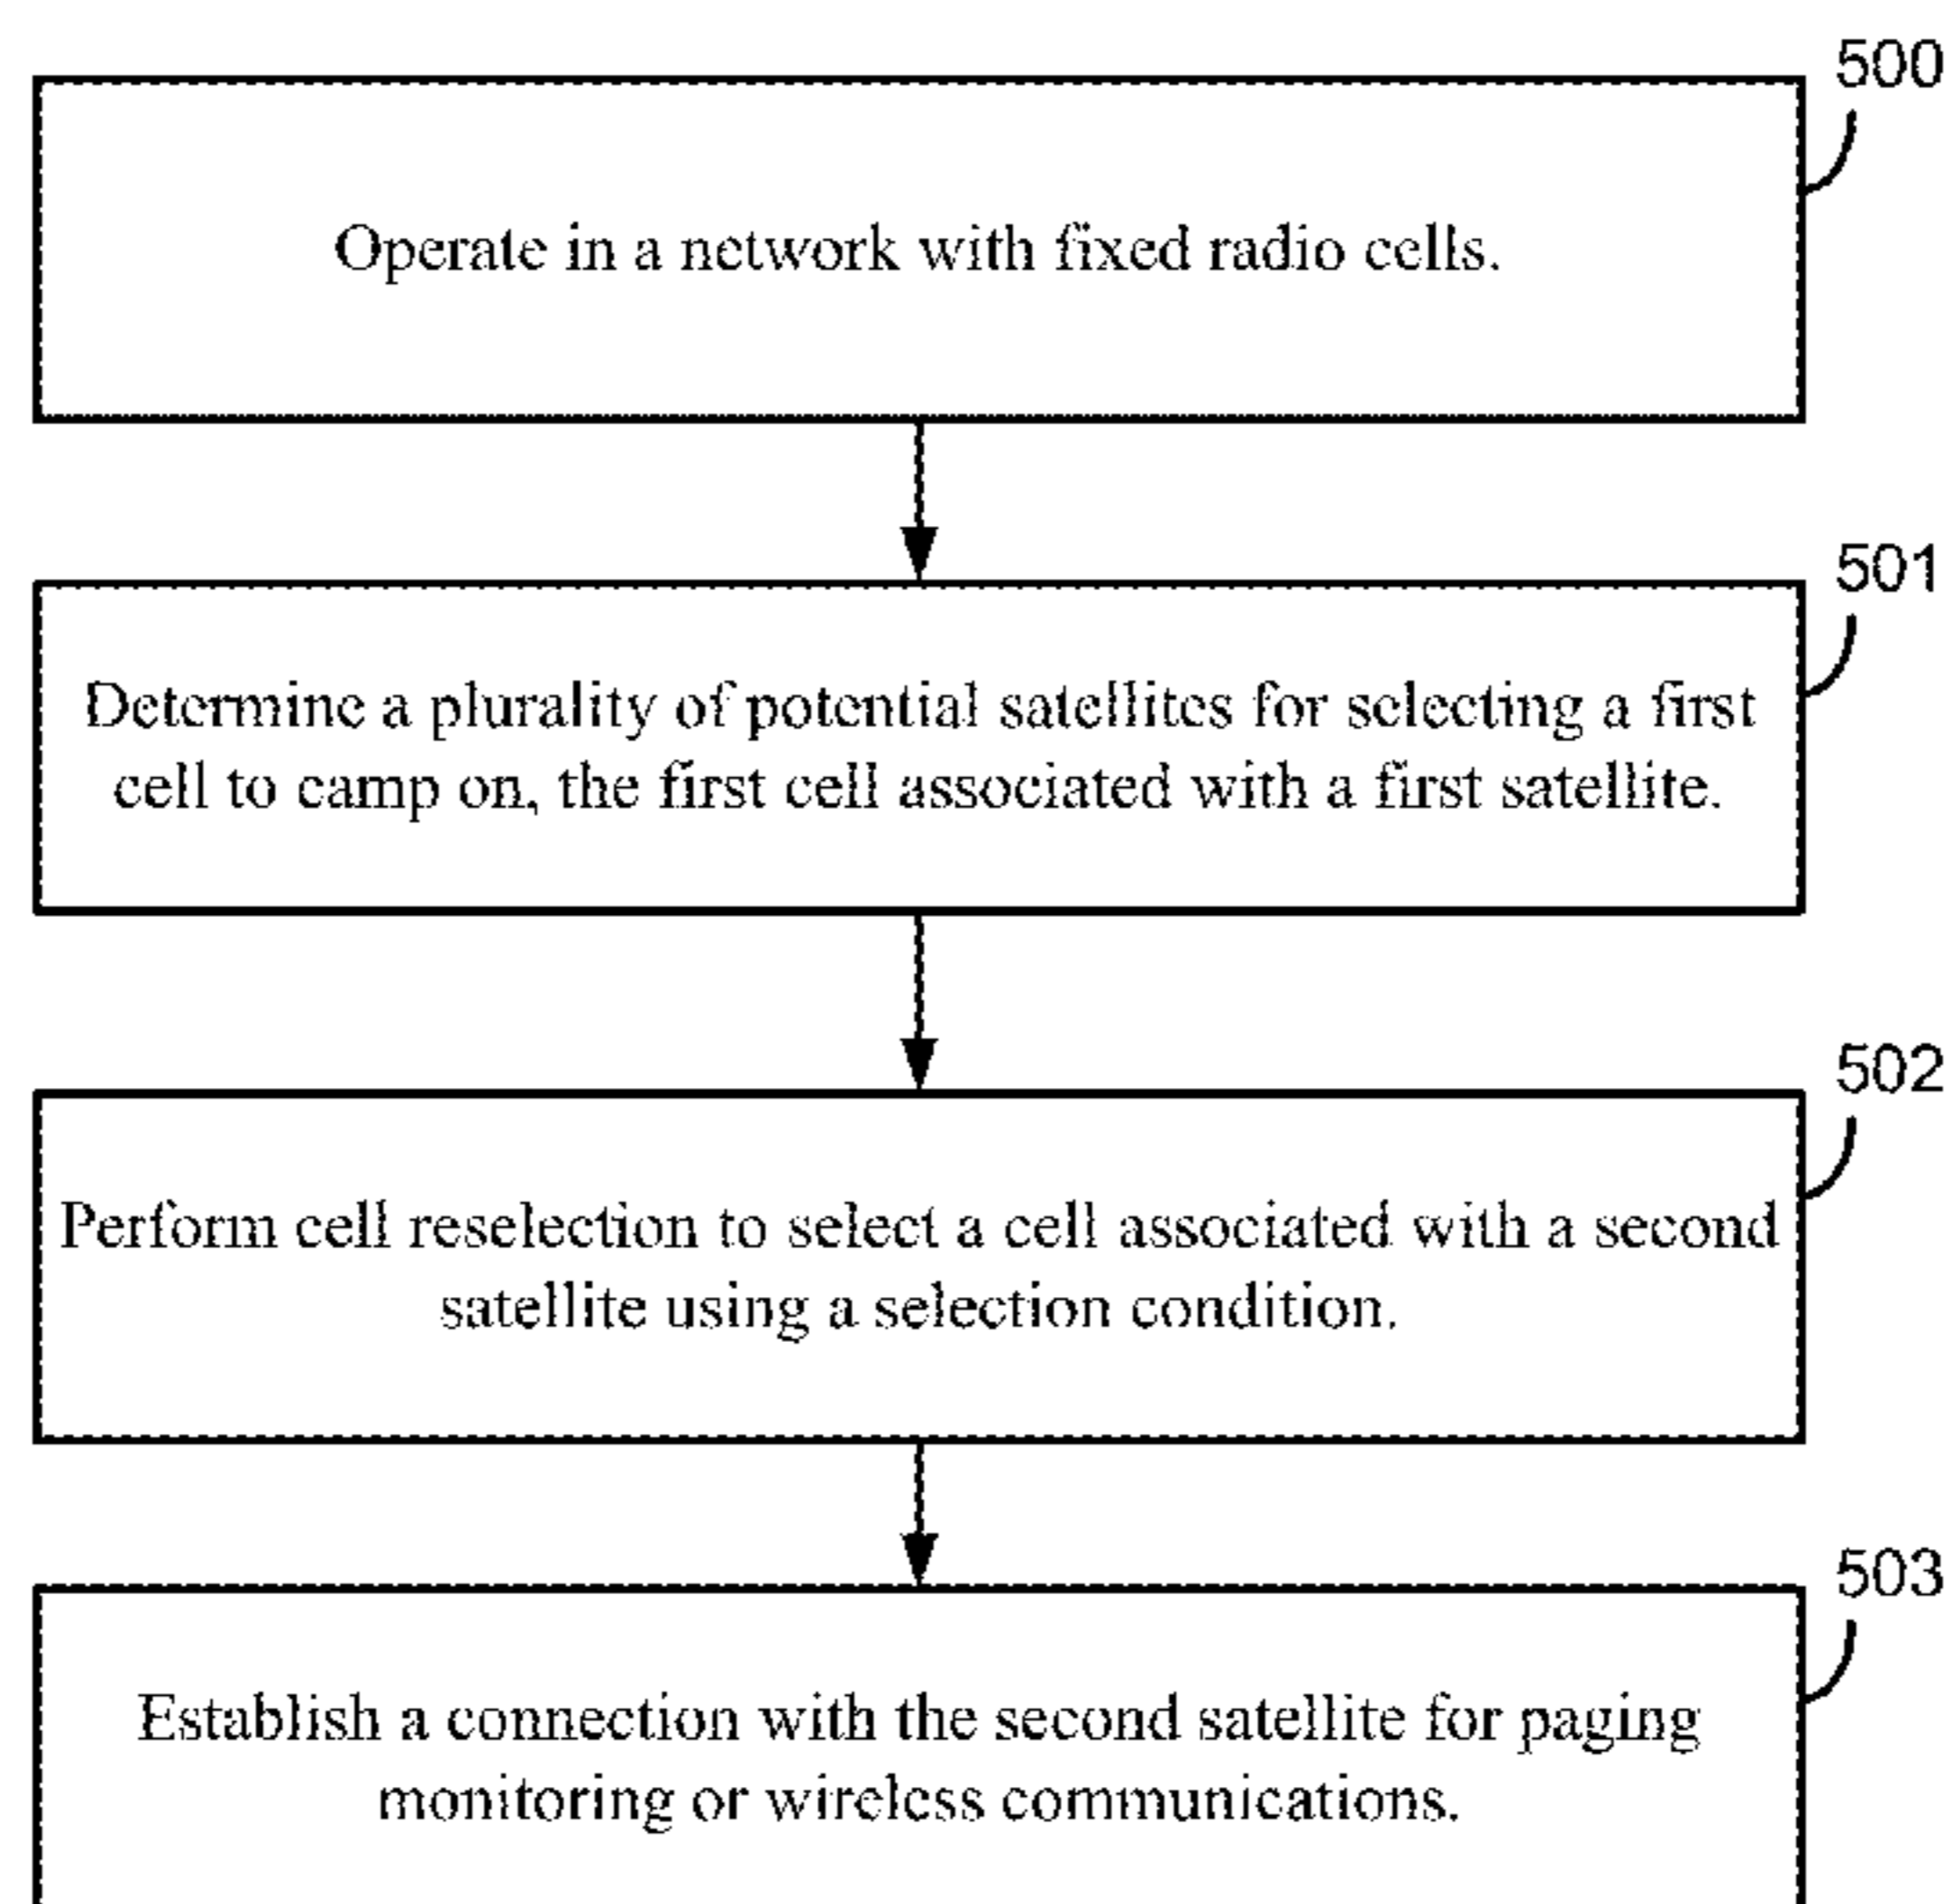 500
Operate in a network with fixed radio cells.
501
Determine a plurality of potential satellites for selecting a first
cell to camp on, the first cell associated with a first satellite.
502
Perform cell reselection to select a cell associated with a second
satellite using a selection condition.
503
Establish a connection with the second satellite for paging
monitoring or wireless communications.